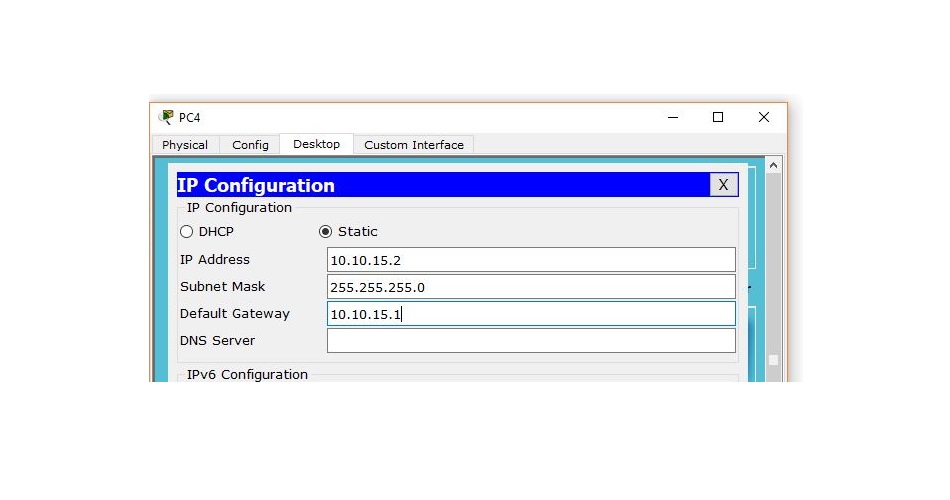 PC4
Physical Config Desktop Custom Interface
IP Configuration X
IP Configuration
DHCP Static
IP Address 10.10.15.2
Subnet Mask 255.255.255.0
Default Gateway 10.10.15.1
DNS Server
IPv6 Configuration